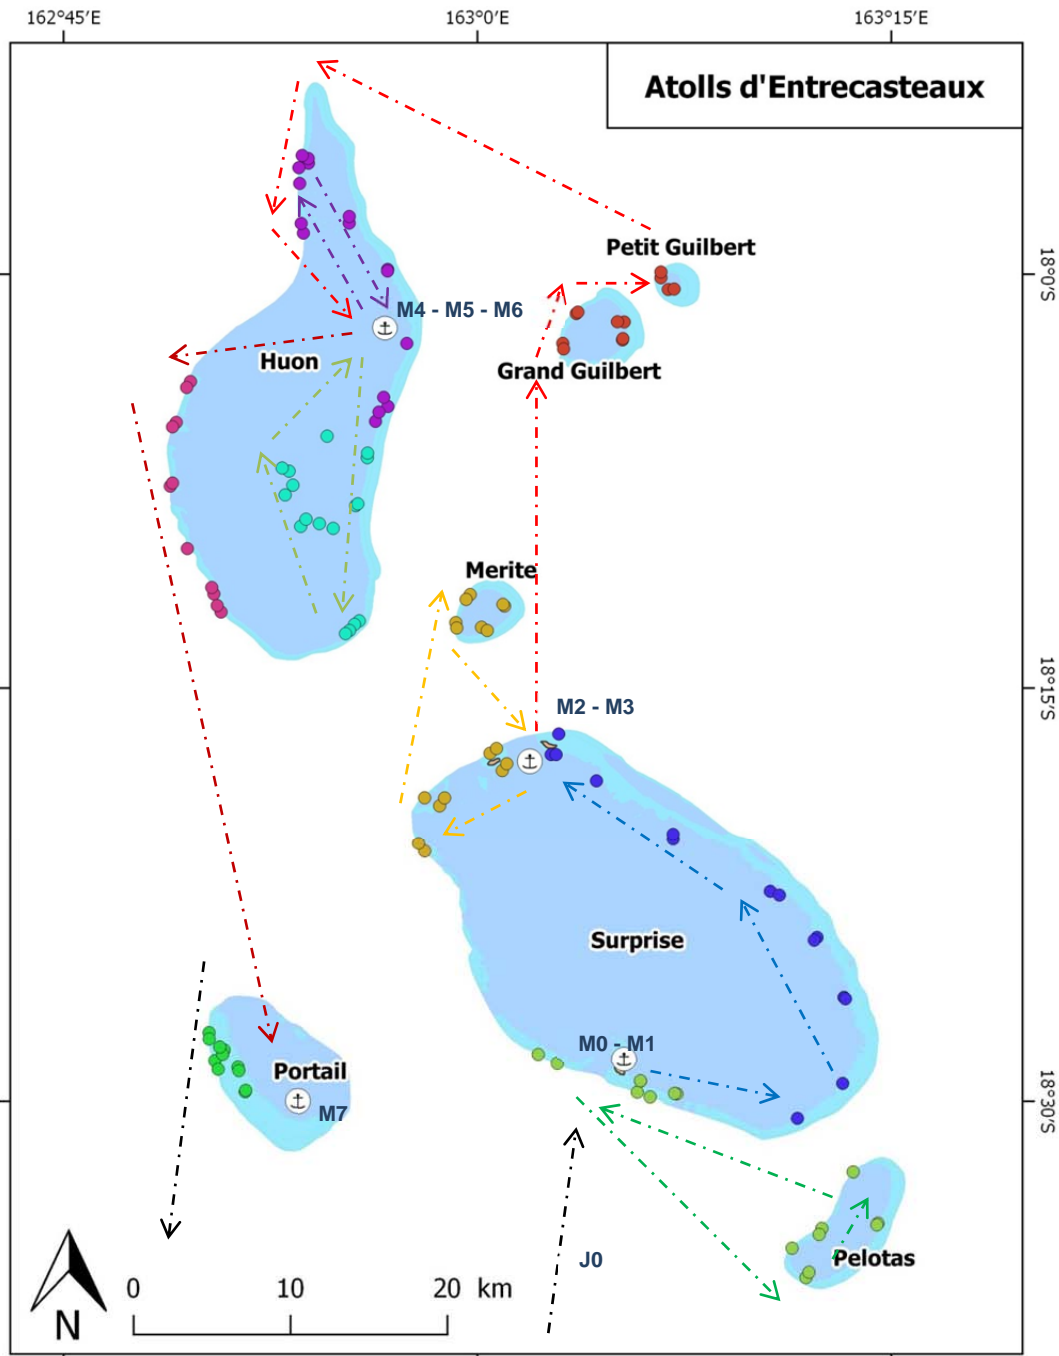 162°45′E 163°0′E 163°15′E
Atolls d'Entrecasteaux
Petit Guilbert
18°0′S
M4 - M5 - M6
Huon
Grand Guilbert
Merite
18°15′S
M2 - M3
Surprise
M0 - M1
Portail
M7
18°30′S
Pelotas
J0
0 10 20 km
N